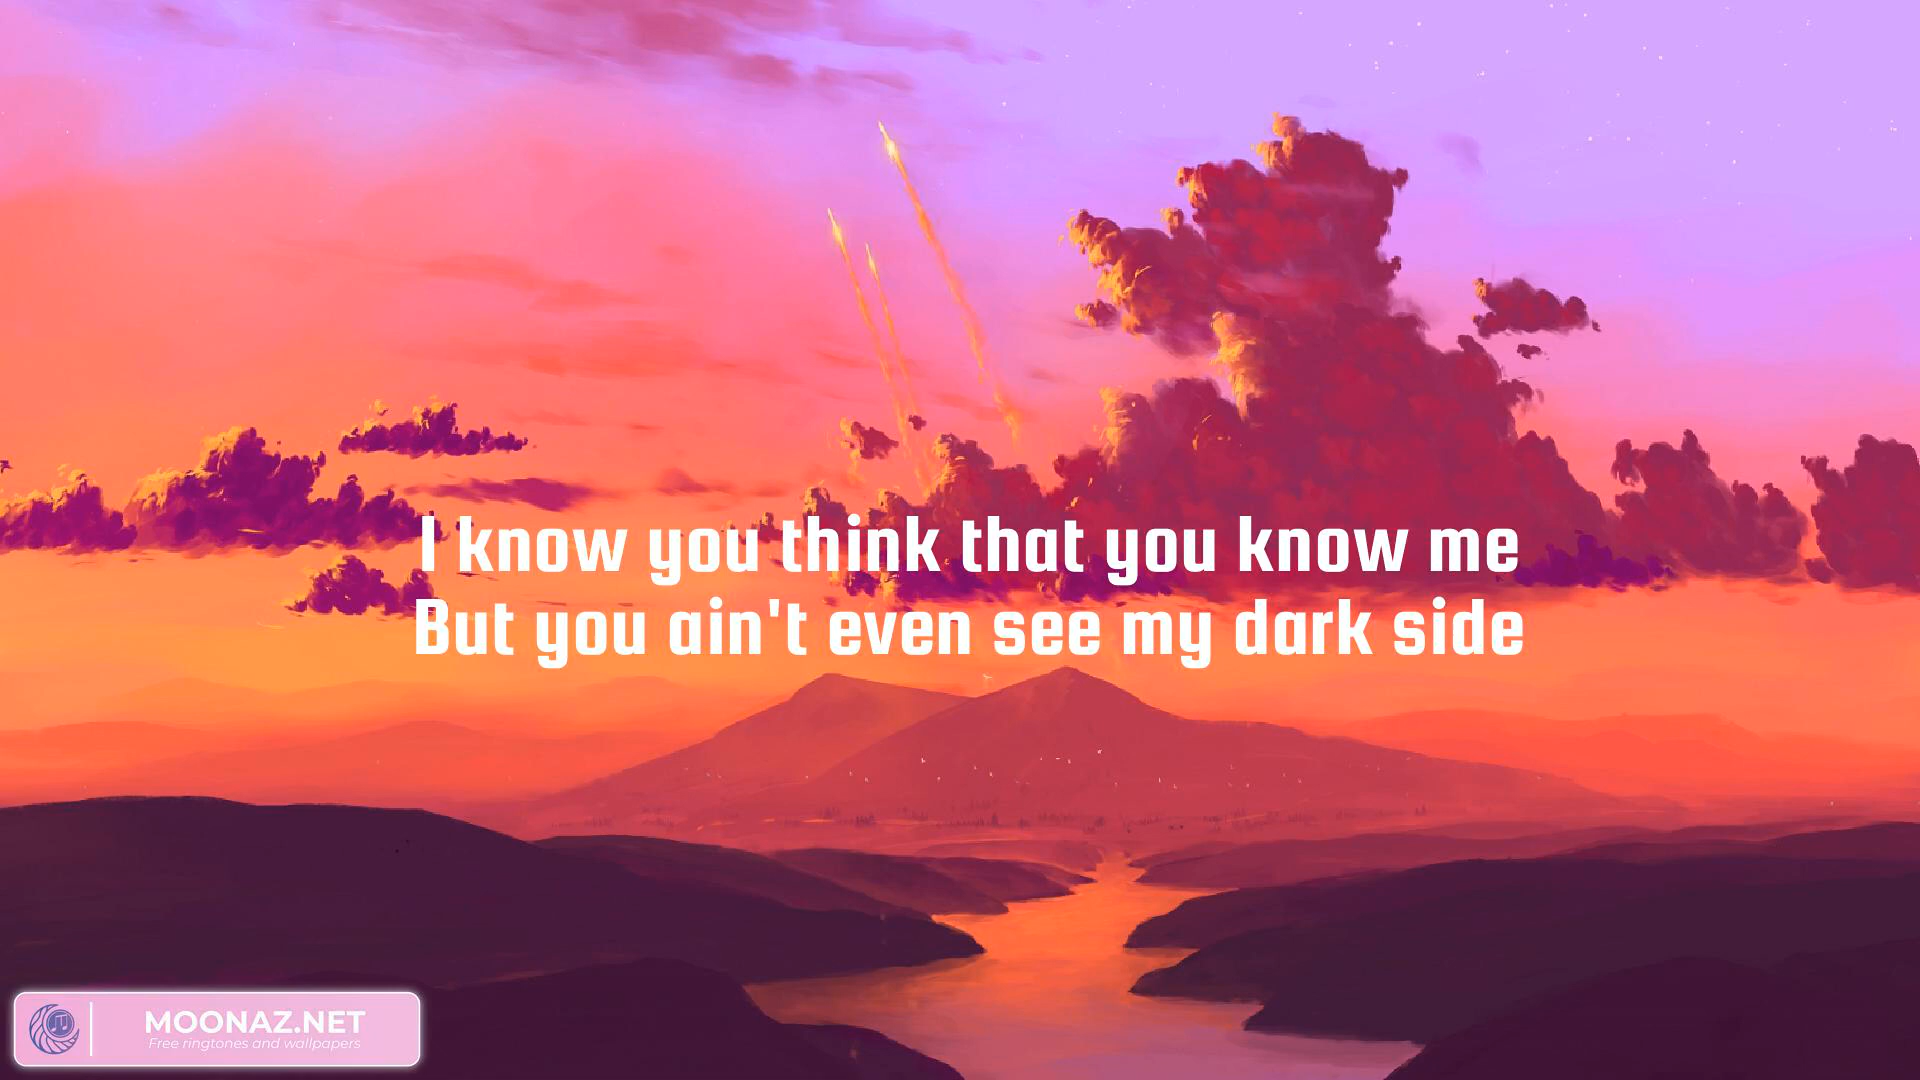 I know you think that you know me
But you ain't even see my dark side
MOONAZ.NET
Free ringtones and wallpapers